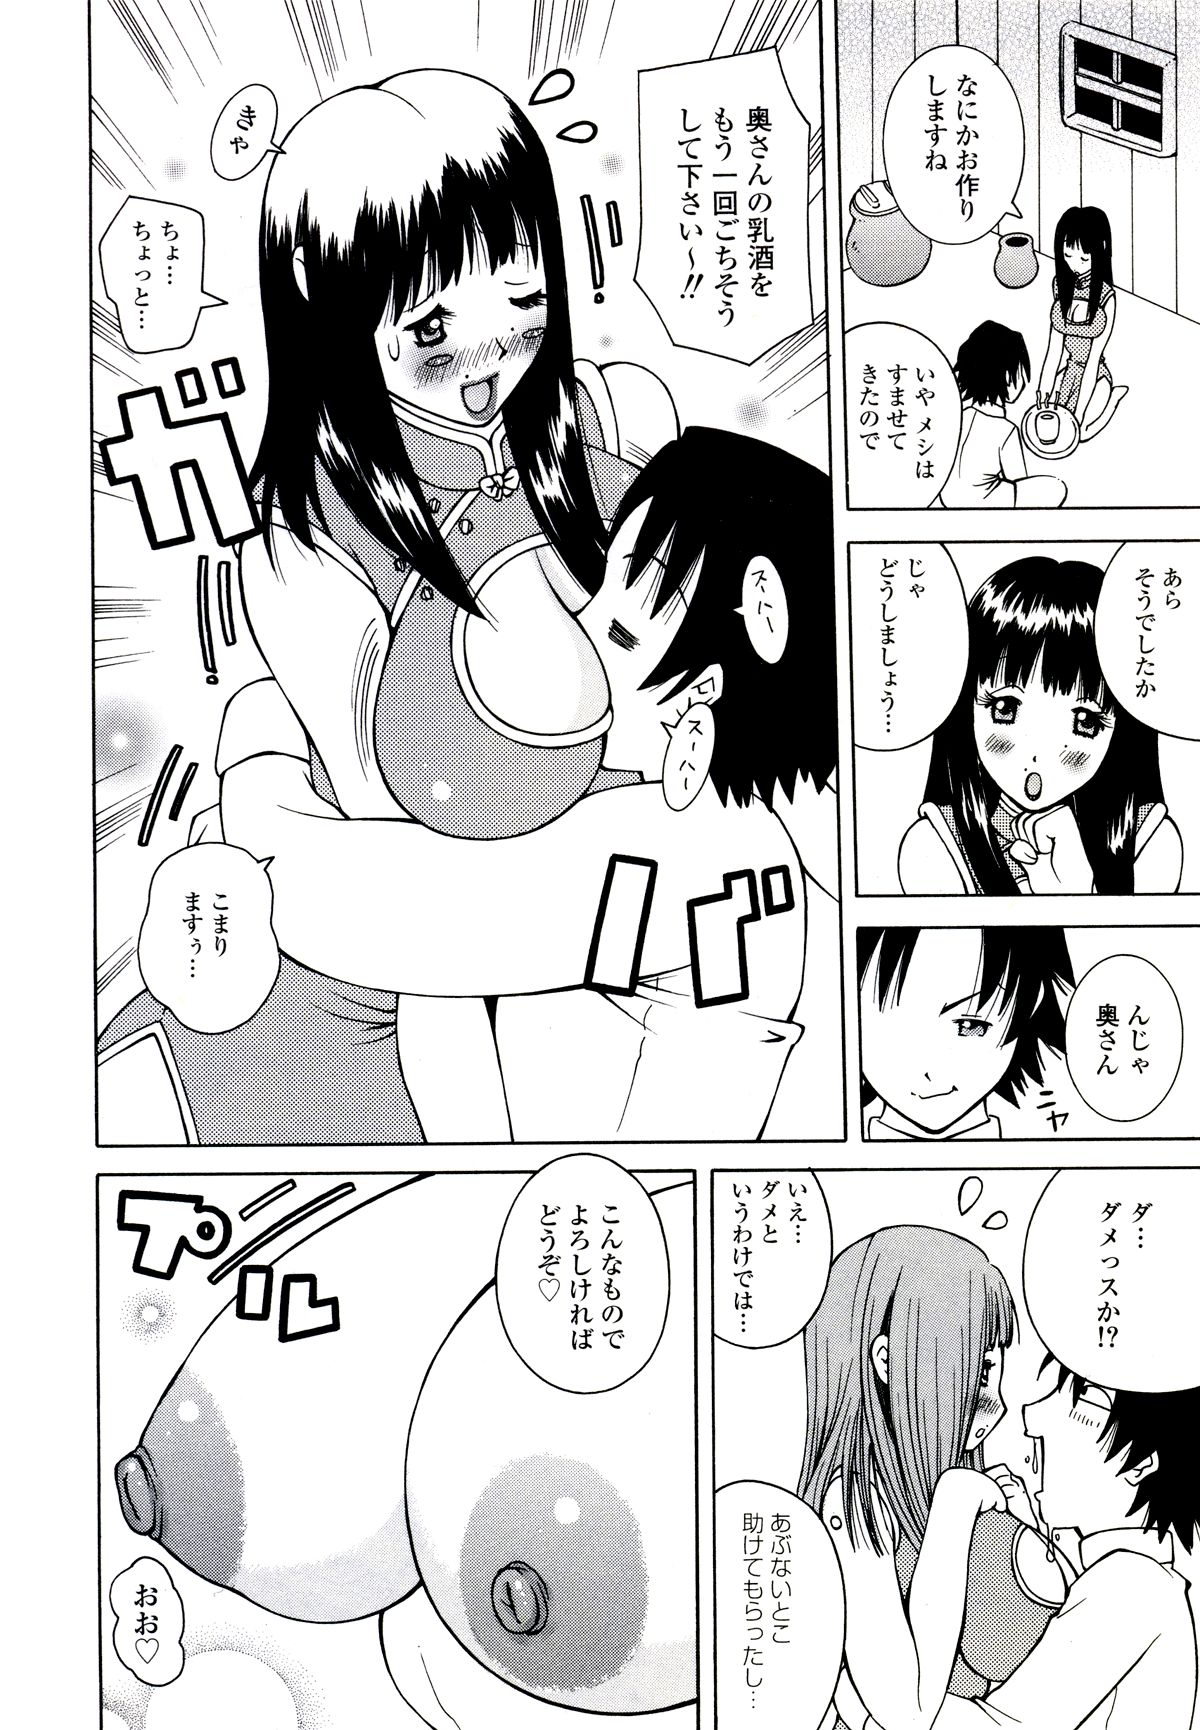 なにかお作り
しますね
いやメシは
すませて
きたので
あら
そうでしたか
じゃ
どうしましょう…
んじゃ
奥さん
ニヤ
奥さんの乳酒を
もう一回ごちそう
して下さい〜!!
きゃ
ちょ…
ちょっと…
スーハー
スーハー
ガバ
こまり
ますぅ…
ダ…
ダメっスか!?
いえ…
ダメと
いうわけでは…
あぶないとこ
助けてもらったし…
こんなもので
よろしければ
どうぞ♡
プルル
おお♡